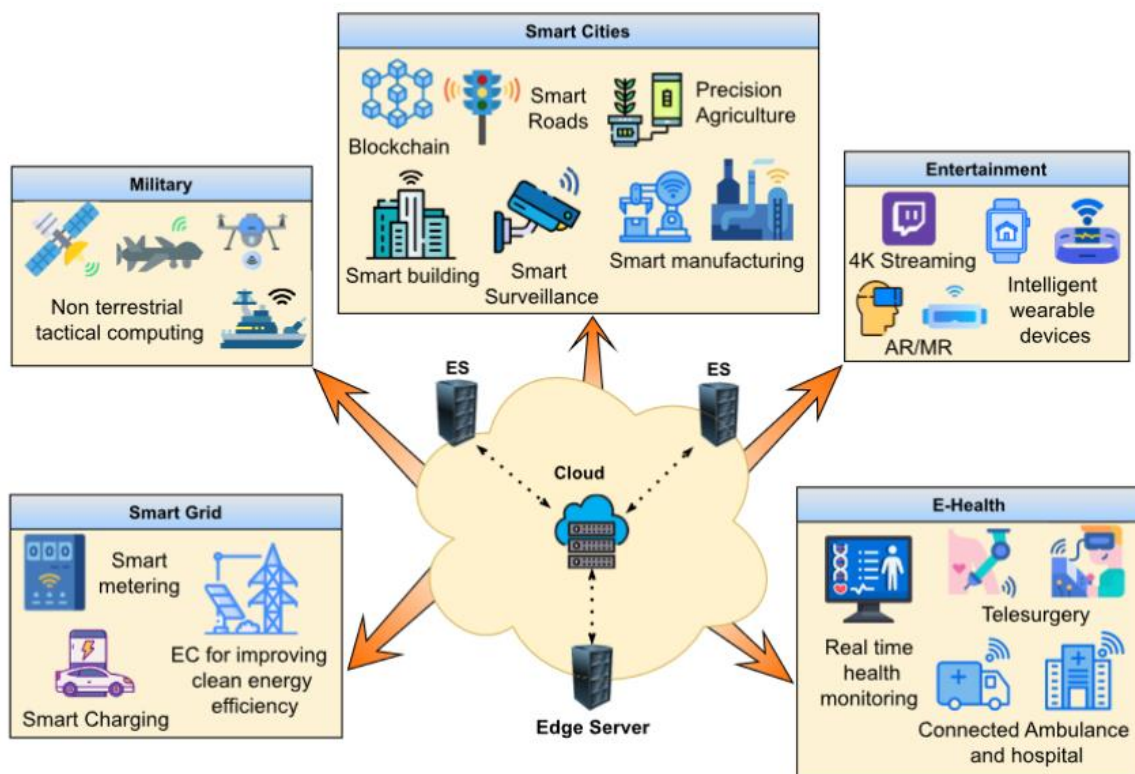 Smart Cities
Blockchain
Smart
Roads
Precision
Agriculture
Smart building
Smart
Surveillance
Smart manufacturing
Military
Non terrestrial
tactical computing
Entertainment
4K Streaming
AR/MR
Intelligent
wearable
devices
ES
ES
Cloud
Edge Server
Smart Grid
000
Smart
metering
Smart Charging
EC for improving
clean energy
efficiency
E-Health
Real time
health
monitoring
Telesurgery
Connected Ambulance
and hospital